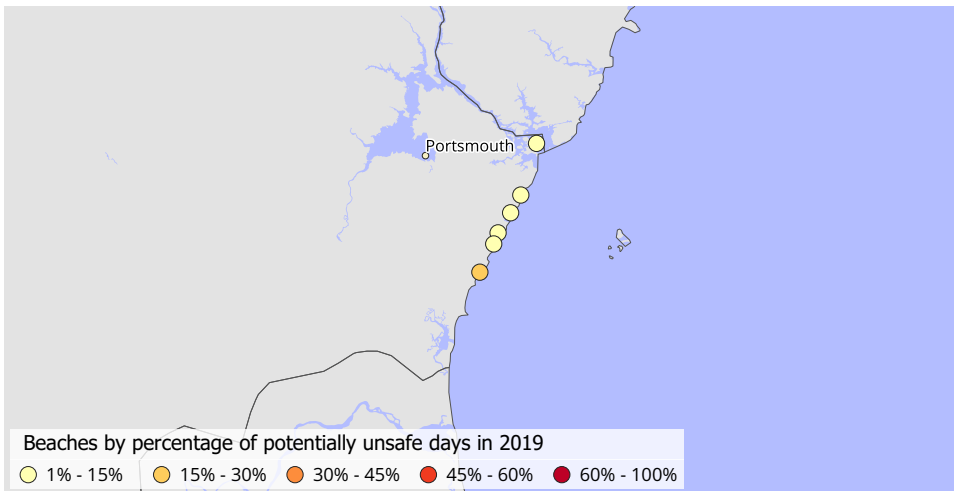 Portsmouth
Beaches by percentage of potentially unsafe days in 2019
1% - 15% 15% - 30% 30% - 45% 45% - 60% 60% - 100%